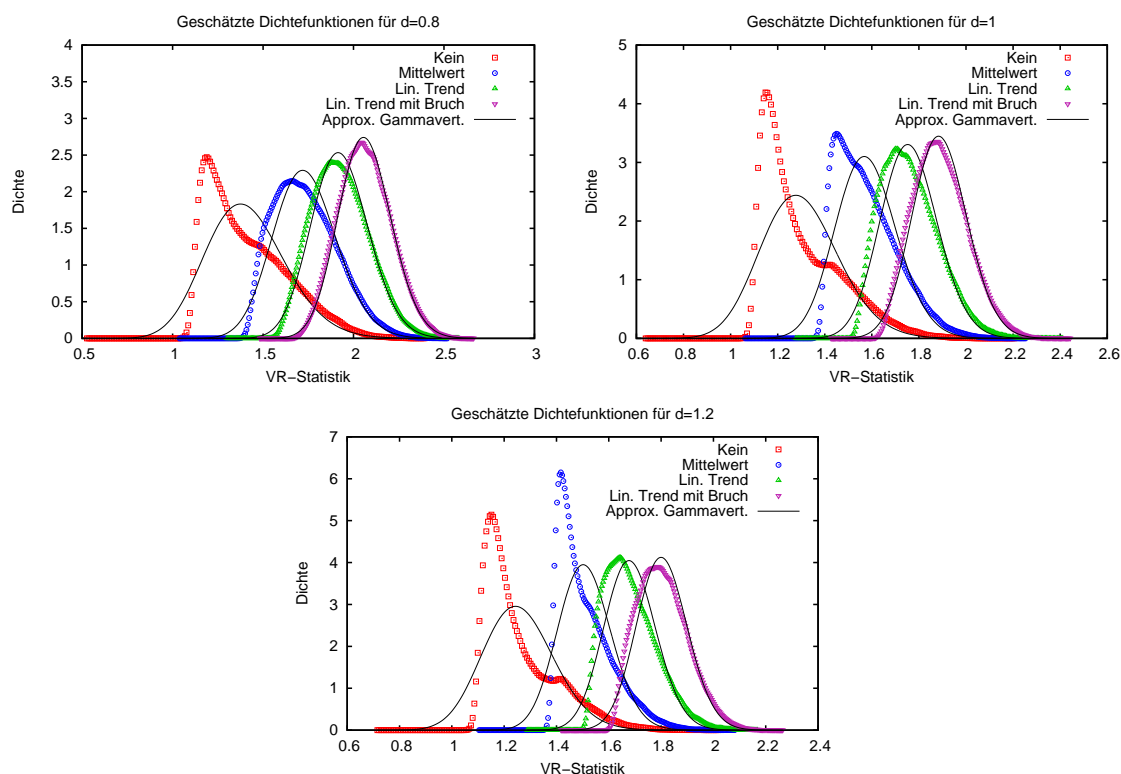 Geschätzte Dichtefunktionen für d=0.8
4
3.5
3
2.5
2
1.5
1
0.5
0
Dichte
Kein
Mittelwert
Lin. Trend
Lin. Trend mit Bruch
Approx. Gammavert.
0.5 1 1.5 2 2.5 3
VR−Statistik
Geschätzte Dichtefunktionen für d=1
5
4
3
2
1
0
Dichte
Kein
Mittelwert
Lin. Trend
Lin. Trend mit Bruch
Approx. Gammavert.
0.6 0.8 1 1.2 1.4 1.6 1.8 2 2.2 2.4 2.6
VR−Statistik
Geschätzte Dichtefunktionen für d=1.2
7
6
5
4
3
2
1
0
Dichte
Kein
Mittelwert
Lin. Trend
Lin. Trend mit Bruch
Approx. Gammavert.
0.6 0.8 1 1.2 1.4 1.6 1.8 2 2.2 2.4
VR−Statistik